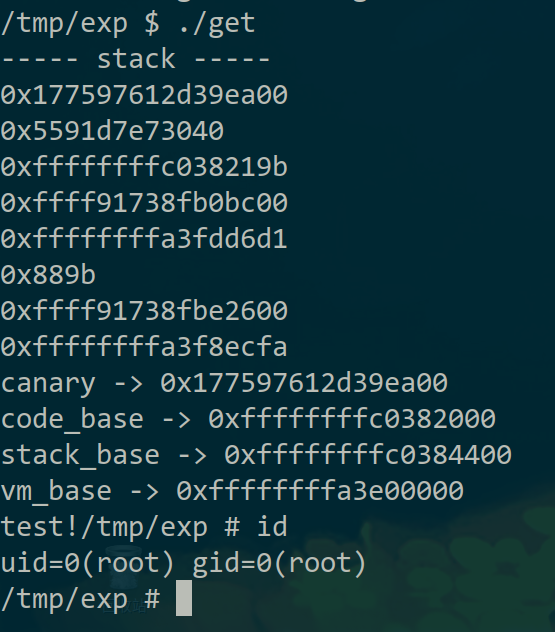 /tmp/exp $ ./get
----- stack -----
0x177597612d39ea00
0x5591d7e73040
0xffffffffc038219b
0xffff91738fb0bc00
0xffffffffa3fdd6d1
0x889b
0xffff91738fbe2600
0xffffffffa3f8ecfa
canary -> 0x177597612d39ea00
code_base -> 0xffffffffc0382000
stack_base -> 0xffffffffc0384400
vm_base -> 0xffffffffa3e00000
test!/tmp/exp # id
uid=0(root) gid=0(root)
/tmp/exp #